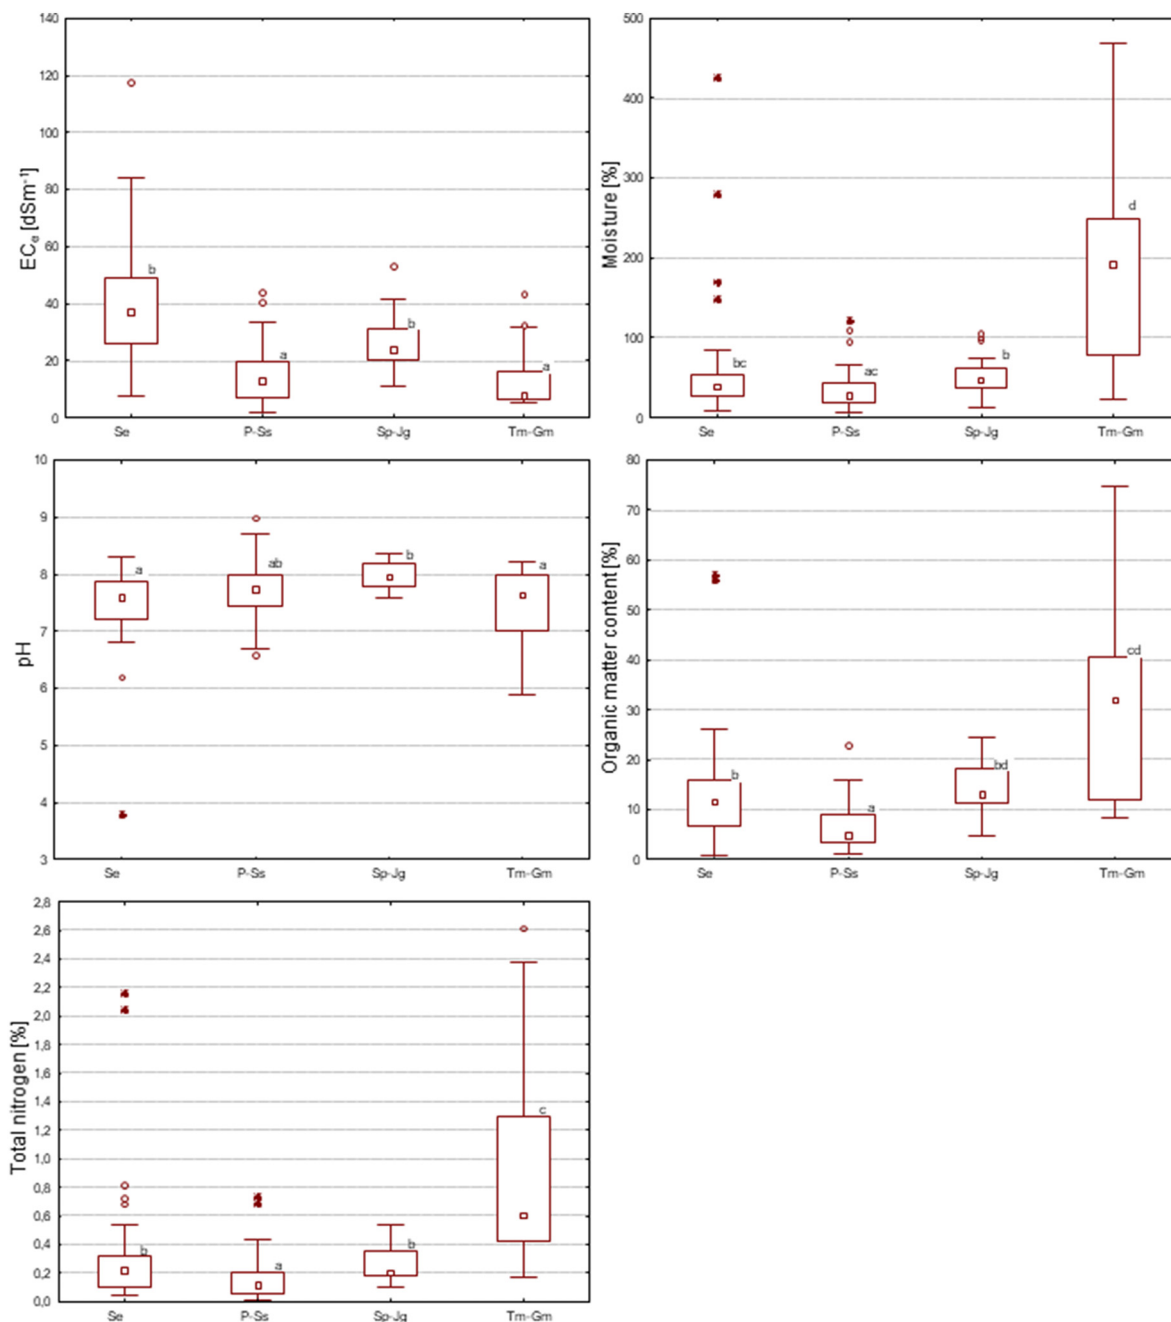 140
120
100
80
60
40
20
0
ECe [dSm-1]
b
a
b
a
Se
P-Ss
Sp-Jg
Tm-Gm
500
400
300
200
100
0
Moisture [%]
bc
ac
b
d
Se
P-Ss
Sp-Jg
Tm-Gm
10
9
8
7
6
5
4
3
pH
a
ab
b
a
Se
P-Ss
Sp-Jg
Tm-Gm
80
70
60
50
40
30
20
10
0
Organic matter content [%]
b
a
bd
cd
Se
P-Ss
Sp-Jg
Tm-Gm
2,8
2,6
2,4
2,2
2,0
1,8
1,6
1,4
1,2
1,0
0,8
0,6
0,4
0,2
0,0
Total nitrogen [%]
b
a
b
c
Se
P-Ss
Sp-Jg
Tm-Gm